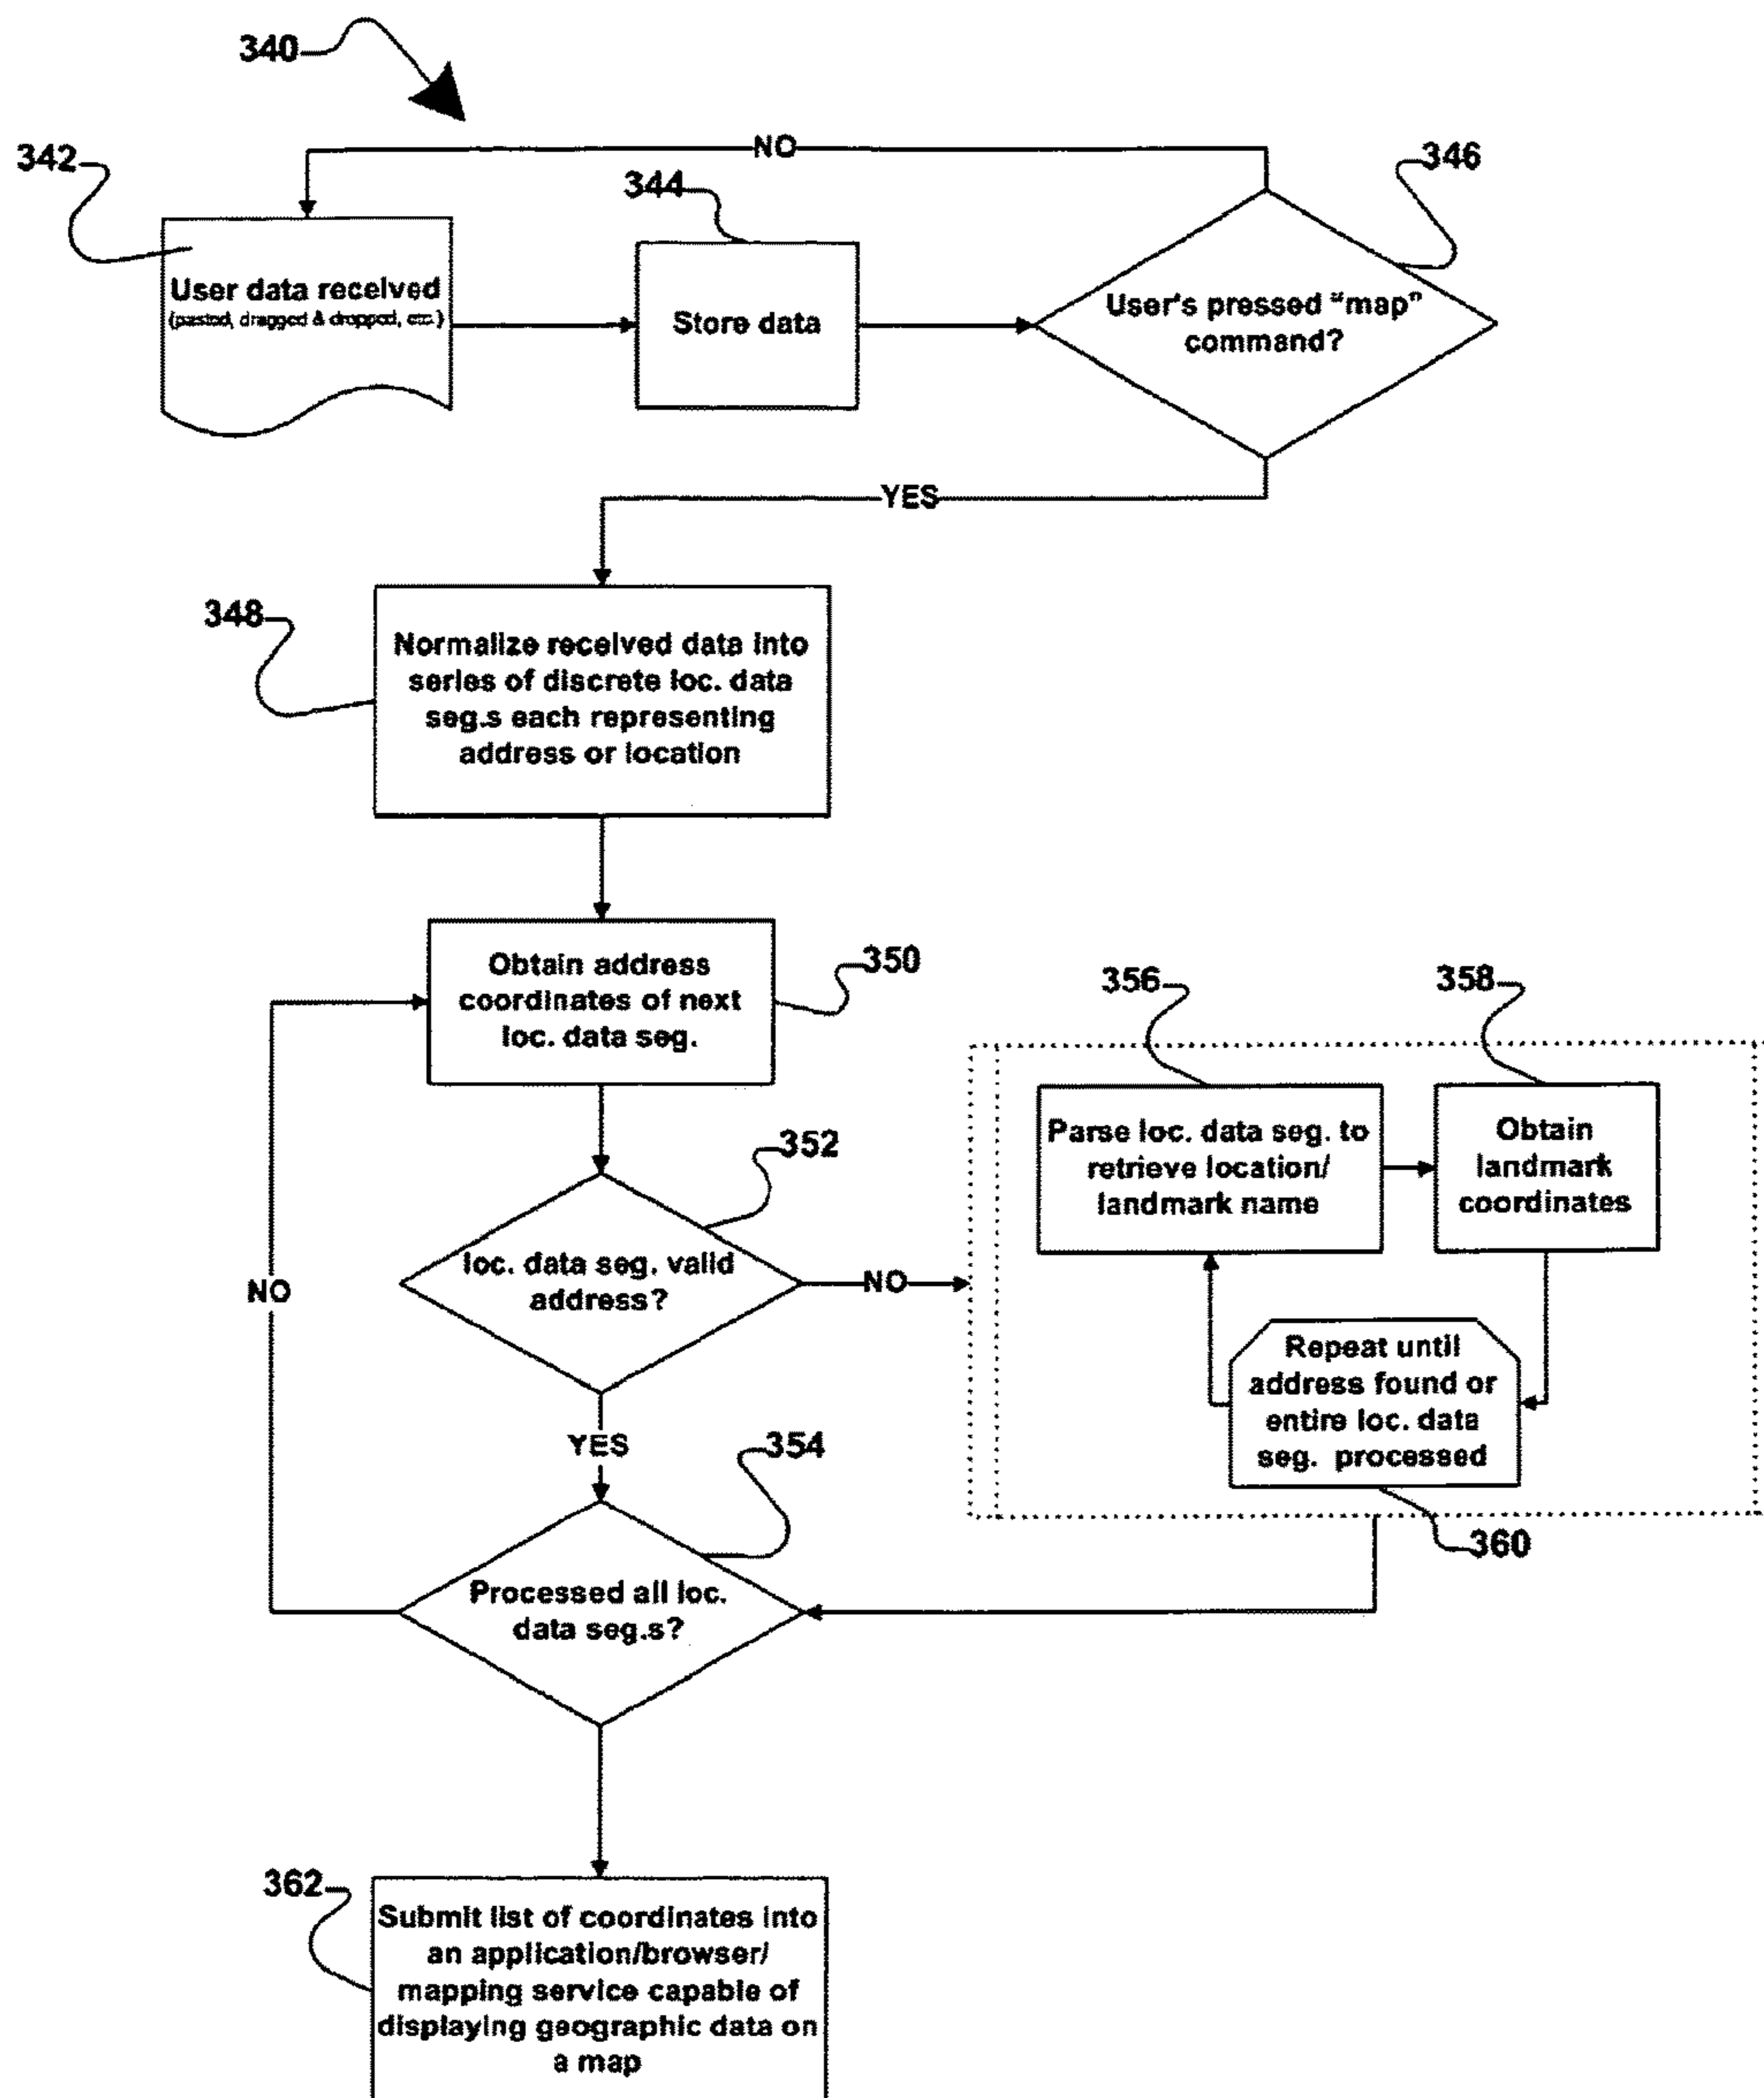 340
NO
342
344
346
User data received
(pasted, dragged & dropped, etc.)
Store data
User's pressed “map”
command?
YES
348
Normalize received data into
series of discrete loc. data
seg.s each representing
address or location
350
Obtain address
coordinates of next
loc. data seg.
356
358
Parse loc. data seg. to
retrieve location/
landmark name
Obtain
landmark
coordinates
352
loc. data seg. valid
address?
NO
NO
Repeat until
address found or
entire loc. data
seg. processed
360
YES
354
Processed all loc.
data seg.s?
362
Submit list of coordinates into
an application/browser/
mapping service capable of
displaying geographic data on
a map